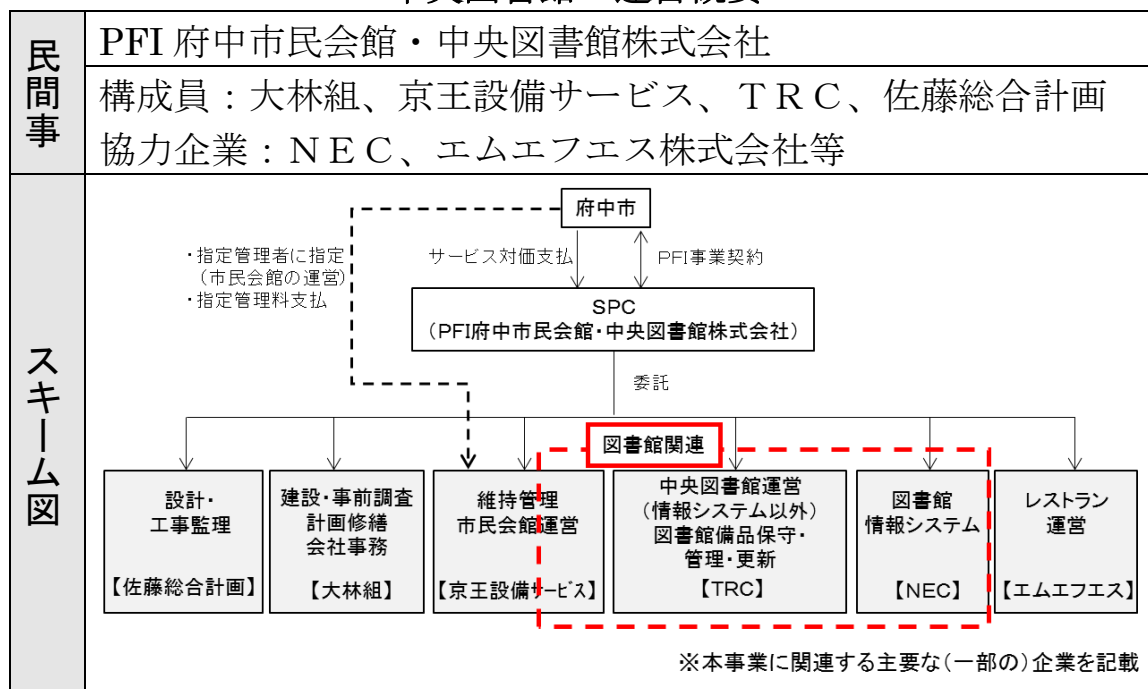 民間事
PFI 府中市民会館・中央図書館株式会社
構成員：大林組、京王設備サービス、ＴＲＣ、佐藤総合計画
協力企業：ＮＥＣ、エムエフエス株式会社等
スキーム図
府中市
・指定管理者に指定
（市民会館の運営）
・指定管理料支払
サービス対価支払
PFI事業契約
SPC
（PFI府中市民会館・中央図書館株式会社）
委託
図書館関連
設計・
工事監理
【佐藤総合計画】
建設・事前調査
計画修繕
会社事務
【大林組】
維持管理
市民会館運営
【京王設備ｻｰﾋﾞｽ】
中央図書館運営
（情報システム以外）
図書館備品保守・
管理・更新
【TRC】
図書館
情報システム
【NEC】
レストラン
運営
【エムエフエス】
※本事業に関連する主要な（一部の）企業を記載